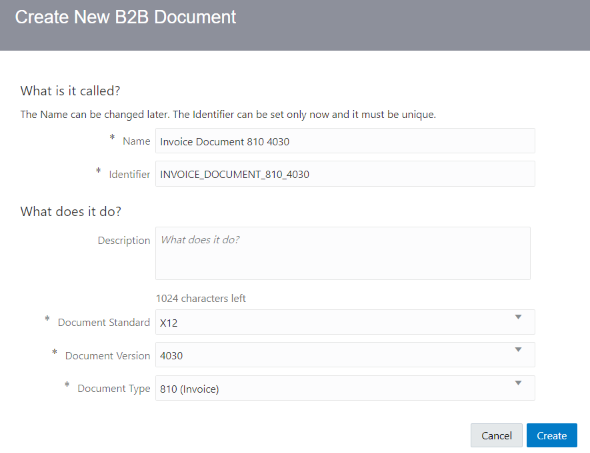 Create New B2B Document
What is it called?
The Name can be changed later. The Identifier can be set only now and it must be unique.
* Name Invoice Document 810 4030
* Identifier INVOICE_DOCUMENT_810_4030
What does it do?
Description What does it do?
1024 characters left
* Document Standard X12
* Document Version 4030
* Document Type 810 (Invoice)
Cancel Create